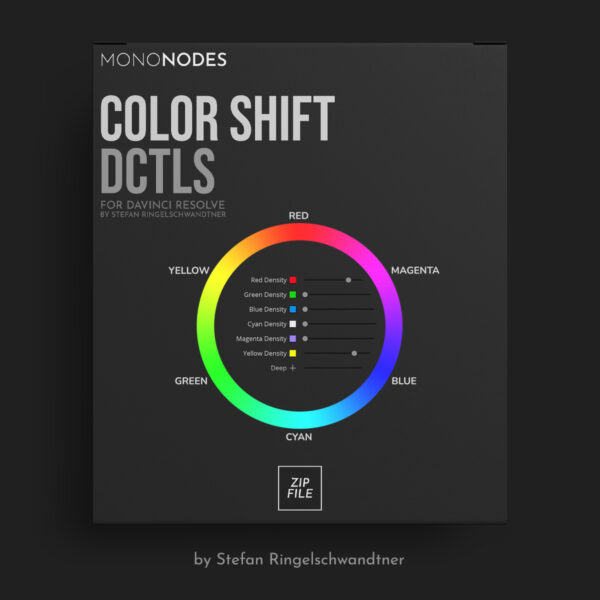 MONONODES
COLOR SHIFT
DCTLS
FOR DAVINCI RESOLVE
BY STEFAN RINGELSCHWANDTNER
RED
YELLOW
MAGENTA
Red Density
Green Density
Blue Density
Cyan Density
Magenta Density
Yellow Density
Deep
GREEN
BLUE
CYAN
ZIP
FILE
by Stefan Ringelschwandtner